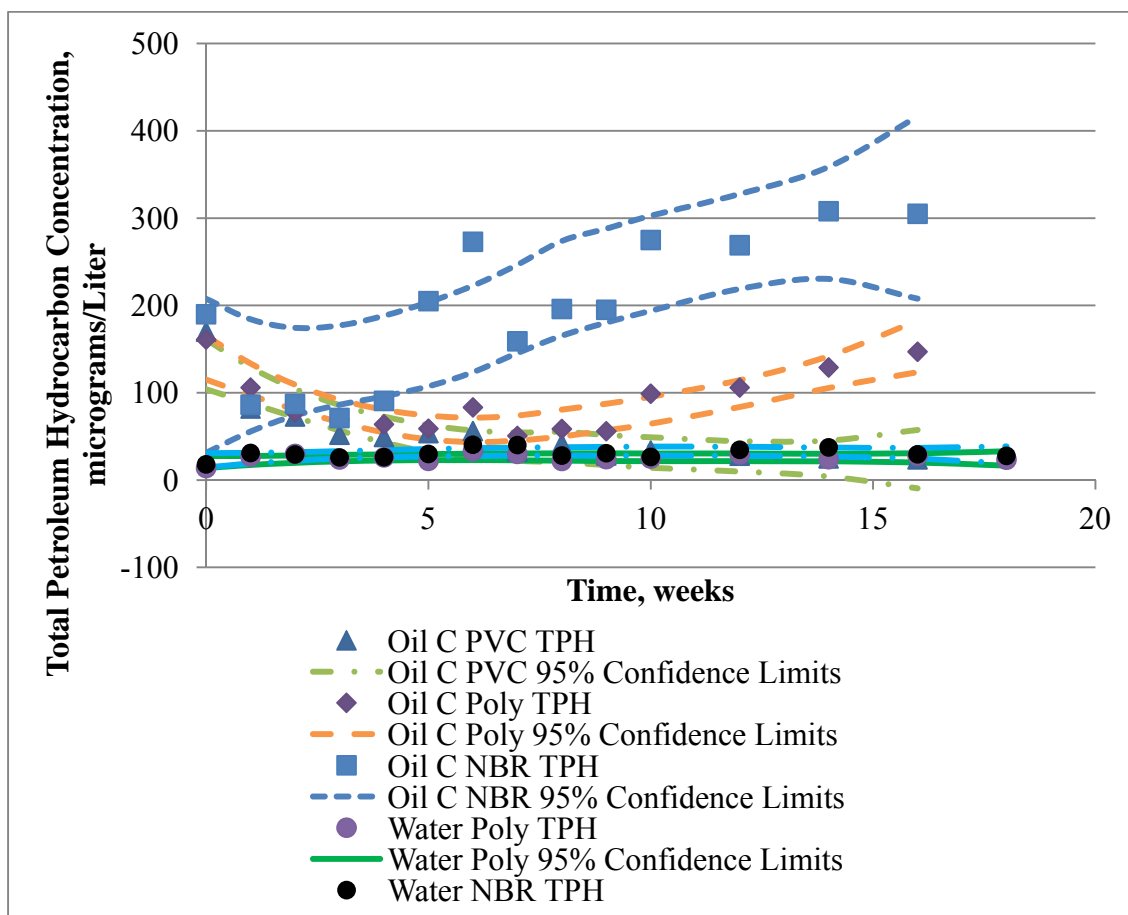 Total Petroleum Hydrocarbon Concentration,
micrograms/Liter
500
400
300
200
100
0
-100
0
5
10
15
20
Time, weeks
Oil C PVC TPH
Oil C PVC 95% Confidence Limits
Oil C Poly TPH
Oil C Poly 95% Confidence Limits
Oil C NBR TPH
Oil C NBR 95% Confidence Limits
Water Poly TPH
Water Poly 95% Confidence Limits
Water NBR TPH